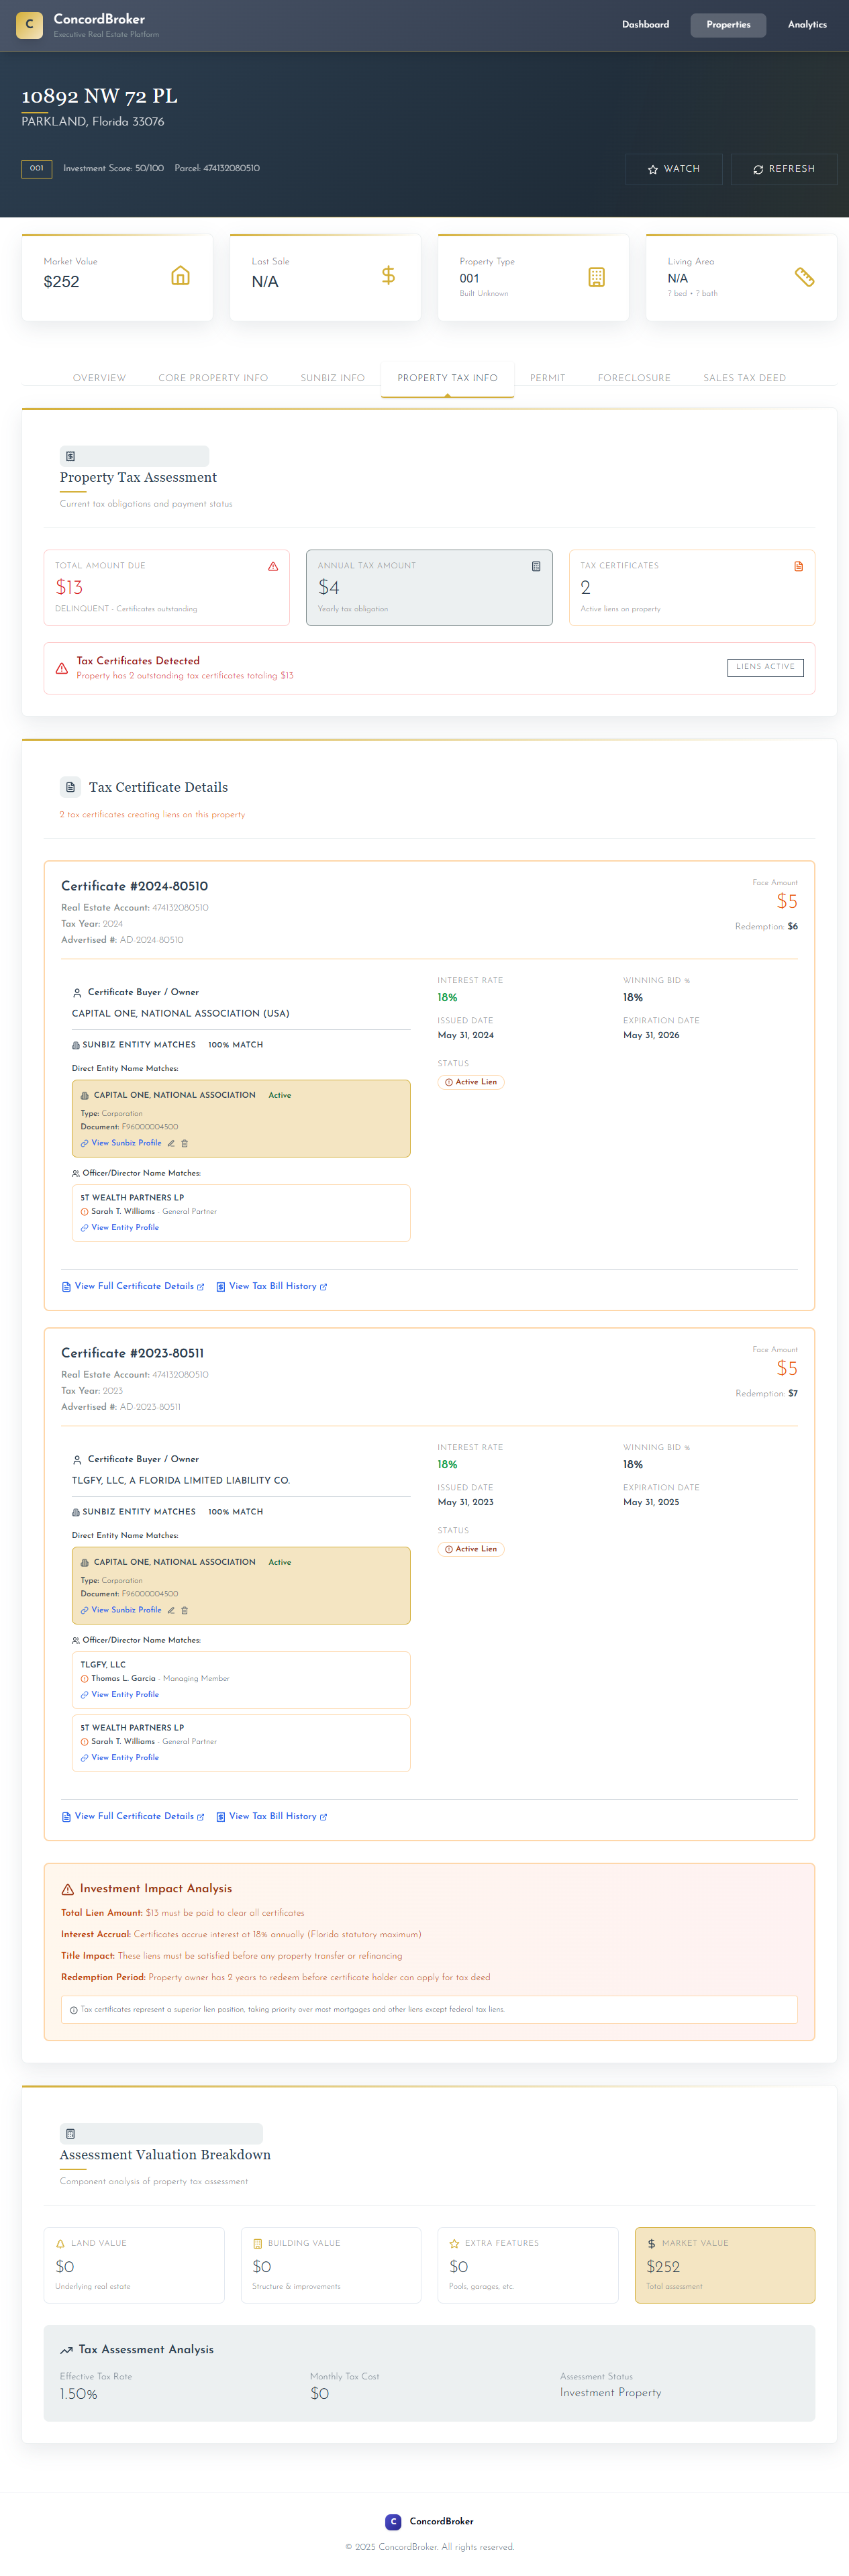 C
ConcordBroker
Executive Real Estate Platform
Dashboard
Properties
Analytics
10892 NW 72 PL
PARKLAND, Florida 33076
001
Investment Score: 50/100
Parcel: 474132080510
WATCH
REFRESH
Market Value
$252
Last Sale
N/A
Property Type
001
Built Unknown
Living Area
N/A
? bed • ? bath
OVERVIEW
CORE PROPERTY INFO
SUNBIZ INFO
PROPERTY TAX INFO
PERMIT
FORECLOSURE
SALES TAX DEED
Property Tax Assessment
Current tax obligations and payment status
TOTAL AMOUNT DUE
$13
DELINQUENT - Certificates outstanding
ANNUAL TAX AMOUNT
$4
Yearly tax obligation
TAX CERTIFICATES
2
Active liens on property
Tax Certificates Detected
Property has 2 outstanding tax certificates totaling $13
LIENS ACTIVE
Tax Certificate Details
2 tax certificates creating liens on this property
Certificate #2024-80510
Real Estate Account: 474132080510
Tax Year: 2024
Advertised #: AD-2024-80510
Face Amount
$5
Redemption: $6
Certificate Buyer / Owner
CAPITAL ONE, NATIONAL ASSOCIATION (USA)
SUNBIZ ENTITY MATCHES 100% MATCH
Direct Entity Name Matches:
CAPITAL ONE, NATIONAL ASSOCIATION Active
Type: Corporation
Document: F96000004500
View Sunbiz Profile
Officer/Director Name Matches:
5T WEALTH PARTNERS LP
Sarah T. Williams - General Partner
View Entity Profile
INTEREST RATE
18%
WINNING BID %
18%
ISSUED DATE
May 31, 2024
EXPIRATION DATE
May 31, 2026
STATUS
Active Lien
View Full Certificate Details
View Tax Bill History
Certificate #2023-80511
Real Estate Account: 474132080510
Tax Year: 2023
Advertised #: AD-2023-80511
Face Amount
$5
Redemption: $7
Certificate Buyer / Owner
TLGFY, LLC, A FLORIDA LIMITED LIABILITY CO.
SUNBIZ ENTITY MATCHES 100% MATCH
Direct Entity Name Matches:
CAPITAL ONE, NATIONAL ASSOCIATION Active
Type: Corporation
Document: F96000004500
View Sunbiz Profile
Officer/Director Name Matches:
TLGFY, LLC
Thomas L. Garcia - Managing Member
View Entity Profile
5T WEALTH PARTNERS LP
Sarah T. Williams - General Partner
View Entity Profile
INTEREST RATE
18%
WINNING BID %
18%
ISSUED DATE
May 31, 2023
EXPIRATION DATE
May 31, 2025
STATUS
Active Lien
View Full Certificate Details
View Tax Bill History
Investment Impact Analysis
Total Lien Amount: $13 must be paid to clear all certificates
Interest Accrual: Certificates accrue interest at 18% annually (Florida statutory maximum)
Title Impact: These liens must be satisfied before any property transfer or refinancing
Redemption Period: Property owner has 2 years to redeem before certificate holder can apply for tax deed
Tax certificates represent a superior lien position, taking priority over most mortgages and other liens except federal tax liens.
Assessment Valuation Breakdown
Component analysis of property tax assessment
LAND VALUE
$0
Underlying real estate
BUILDING VALUE
$0
Structure & improvements
EXTRA FEATURES
$0
Pools, garages, etc.
MARKET VALUE
$252
Total assessment
Tax Assessment Analysis
Effective Tax Rate
1.50%
Monthly Tax Cost
$0
Assessment Status
Investment Property
C
ConcordBroker
© 2025 ConcordBroker. All rights reserved.